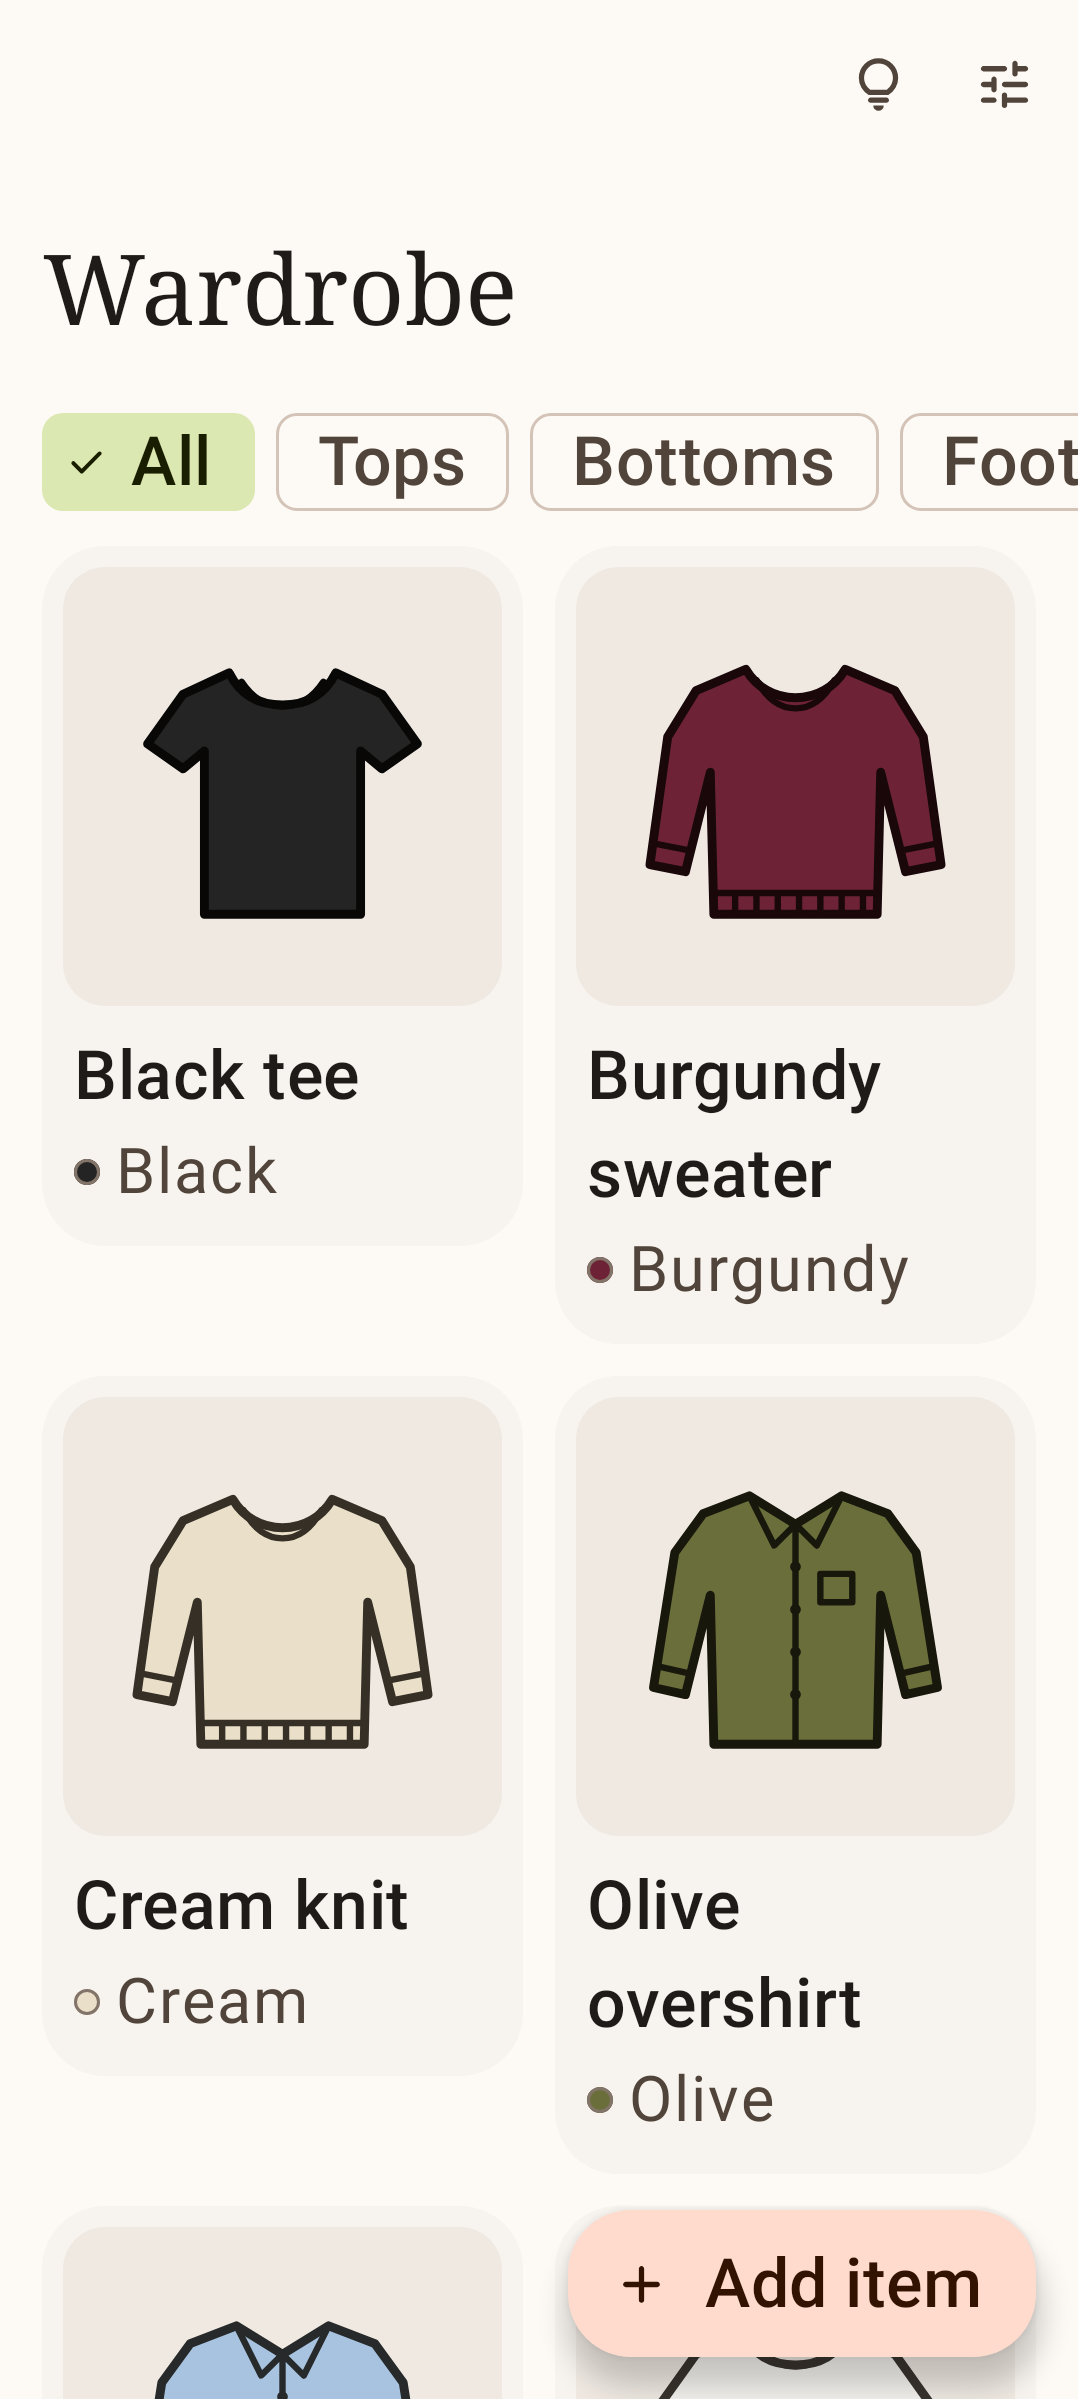 Wardrobe
All
Tops
Bottoms
Foot
Black tee
Black
Burgundy
sweater
Burgundy
Cream knit
Cream
Olive
overshirt
Olive
Add item